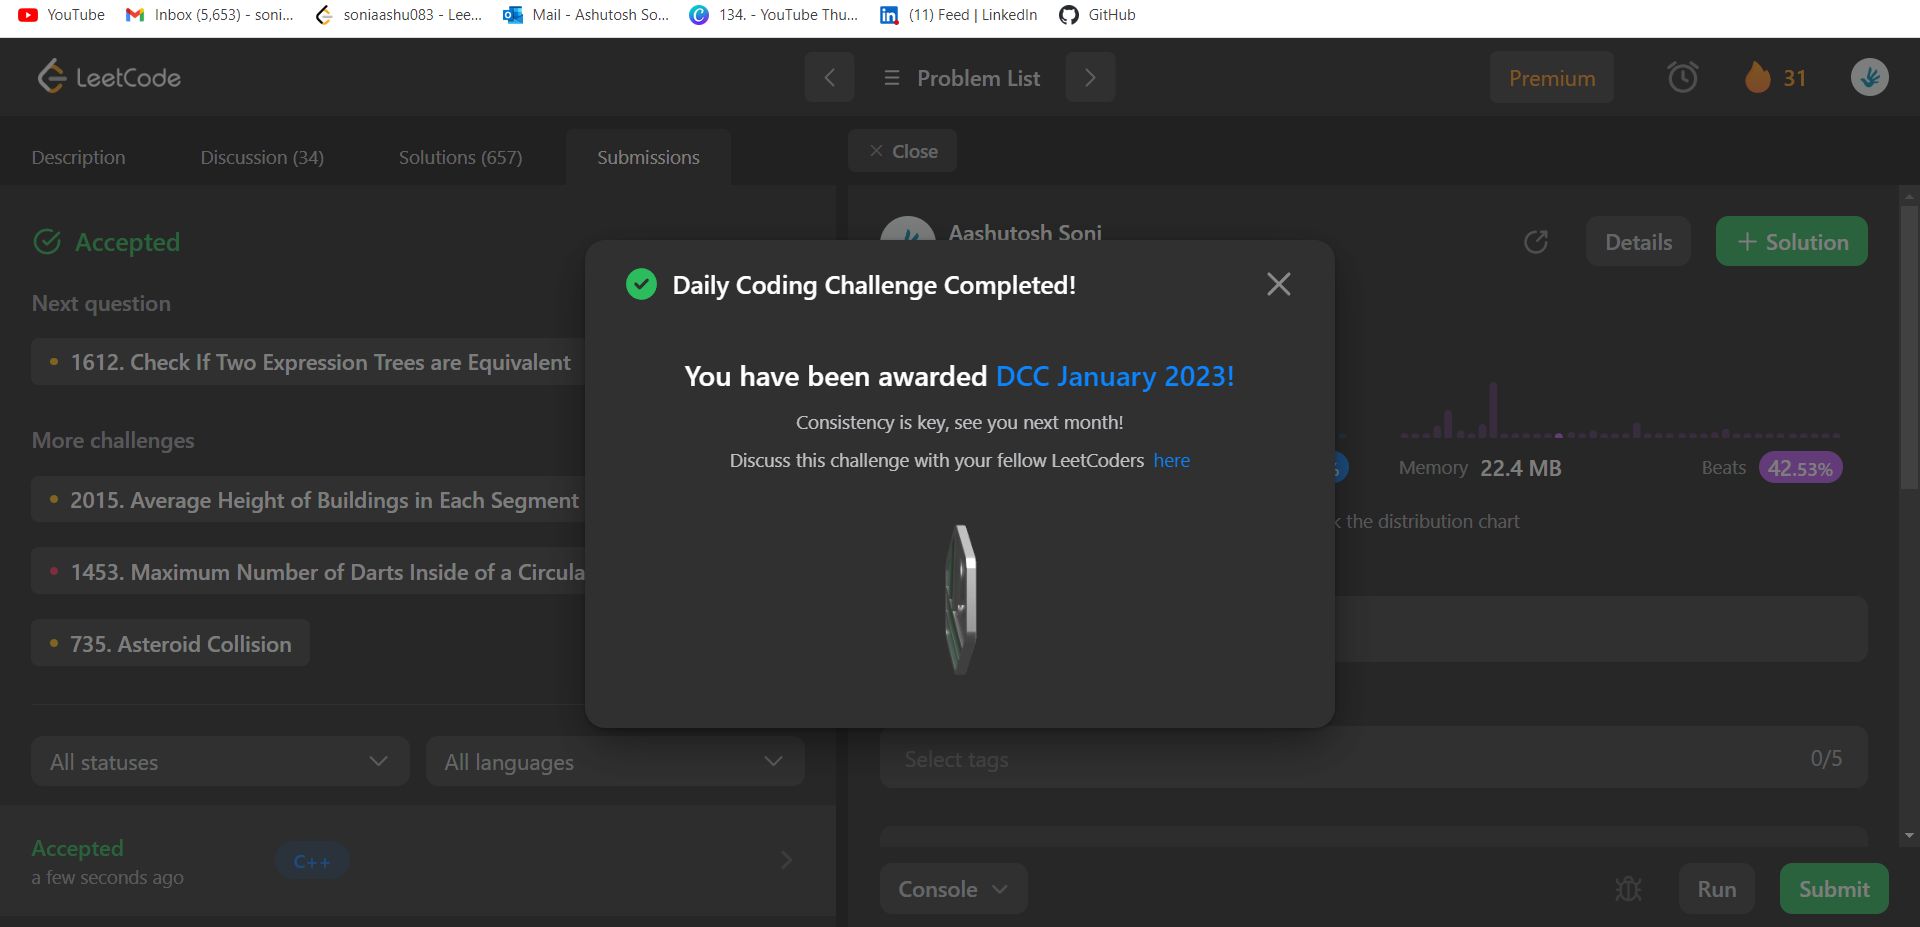 YouTube
Inbox (5,653) - soni...
soniaashu083 - Lee...
Mail - Ashutosh So...
134. - YouTube Thu...
(11) Feed | LinkedIn
GitHub
LeetCode
Problem List
Premium
31
Description
Discussion (34)
Solutions (657)
Submissions
Close
Accepted
Next question
1612. Check If Two Expression Trees are Equivalent
More challenges
2015. Average Height of Buildings in Each Segment
1453. Maximum Number of Darts Inside of a Circula
735. Asteroid Collision
All statuses
All languages
Accepted
a few seconds ago
C++
Aashutosh Soni
Details
+ Solution
Daily Coding Challenge Completed!
You have been awarded DCC January 2023!
Consistency is key, see you next month!
Discuss this challenge with your fellow LeetCoders here
%
Memory 22.4 MB
Beats 42.53%
k the distribution chart
Select tags
0/5
Console
Run
Submit